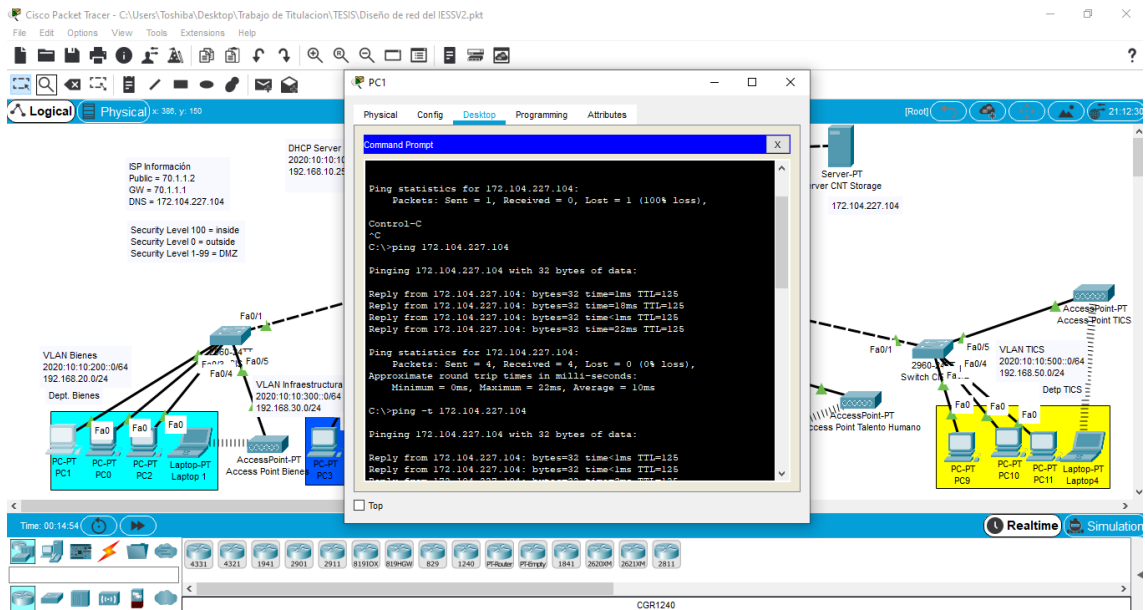 Cisco Packet Tracer - C:\Users\Toshiba\Desktop\Trabajo de Titulacion\TESIS\Diseño de red del IESSV2.pkt
File Edit Options View Tools Extensions Help
Logical Physical x: 386, y: 150
[Root] 21:12:30
PC1
Physical Config Desktop Programming Attributes
Command Prompt X
Ping statistics for 172.104.227.104:
Packets: Sent = 1, Received = 0, Lost = 1 (100% loss),
Control-C
^C
C:\>ping 172.104.227.104
Pinging 172.104.227.104 with 32 bytes of data:
Reply from 172.104.227.104: bytes=32 time=1ms TTL=125
Reply from 172.104.227.104: bytes=32 time=18ms TTL=125
Reply from 172.104.227.104: bytes=32 time<1ms TTL=125
Reply from 172.104.227.104: bytes=32 time=22ms TTL=125
Ping statistics for 172.104.227.104:
Packets: Sent = 4, Received = 4, Lost = 0 (0% loss),
Approximate round trip times in milli-seconds:
Minimum = 0ms, Maximum = 22ms, Average = 10ms
C:\>ping -t 172.104.227.104
Pinging 172.104.227.104 with 32 bytes of data:
Reply from 172.104.227.104: bytes=32 time<1ms TTL=125
Reply from 172.104.227.104: bytes=32 time<1ms TTL=125
Top
ISP Información
Public = 70.1.1.2
GW = 70.1.1.1
DNS = 172.104.227.104
DHCP Server
2020:10:10:10
192.168.10.25
Security Level 100 = inside
Security Level 0 = outside
Security Level 1-99 = DMZ
Server-PT
rver CNT Storage
172.104.227.104
Fa0/1
Fa0/5
Fa0/4
VLAN Bienes
2020:10:10:200::0/64
192.168.20.0/24
Dept. Bienes
VLAN Infraestructura
2020:10:10:300::0/64
192.168.30.0/24
Fa0 Fa0 Fa0
PC-PT
PC1
PC-PT
PC0
PC-PT
PC2
Laptop-PT
Laptop 1
AccessPoint-PT
Access Point Bienes
PC-PT
PC3
AccessPoint-PT
Access Point TICS
Fa0/1
Fa0/5
Fa0/4
VLAN TICS
2020:10:10:500::0/64
192.168.50.0/24
Detp TICS
AccessPoint-PT
ccess Point Talento Humano
Fa0 Fa0 Fa0
PC-PT
PC9
PC-PT
PC10
PC-PT
PC11
Laptop-PT
Laptop4
Time: 00:14:54
Realtime Simulation
4331 4321 1941 2901 2911 819IOX 819HGW 829 1240 PT-Router PT-Empty 1841 2620XM 2621XM 2811
CGR1240